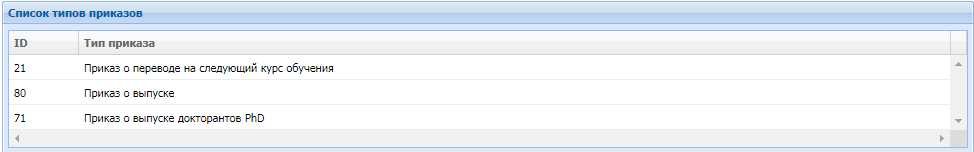 Список типов приказов
ID Тип приказа
21 Приказ о переводе на следующий курс обучения
80 Приказ о выпуске
71 Приказ о выпуске докторантов PhD